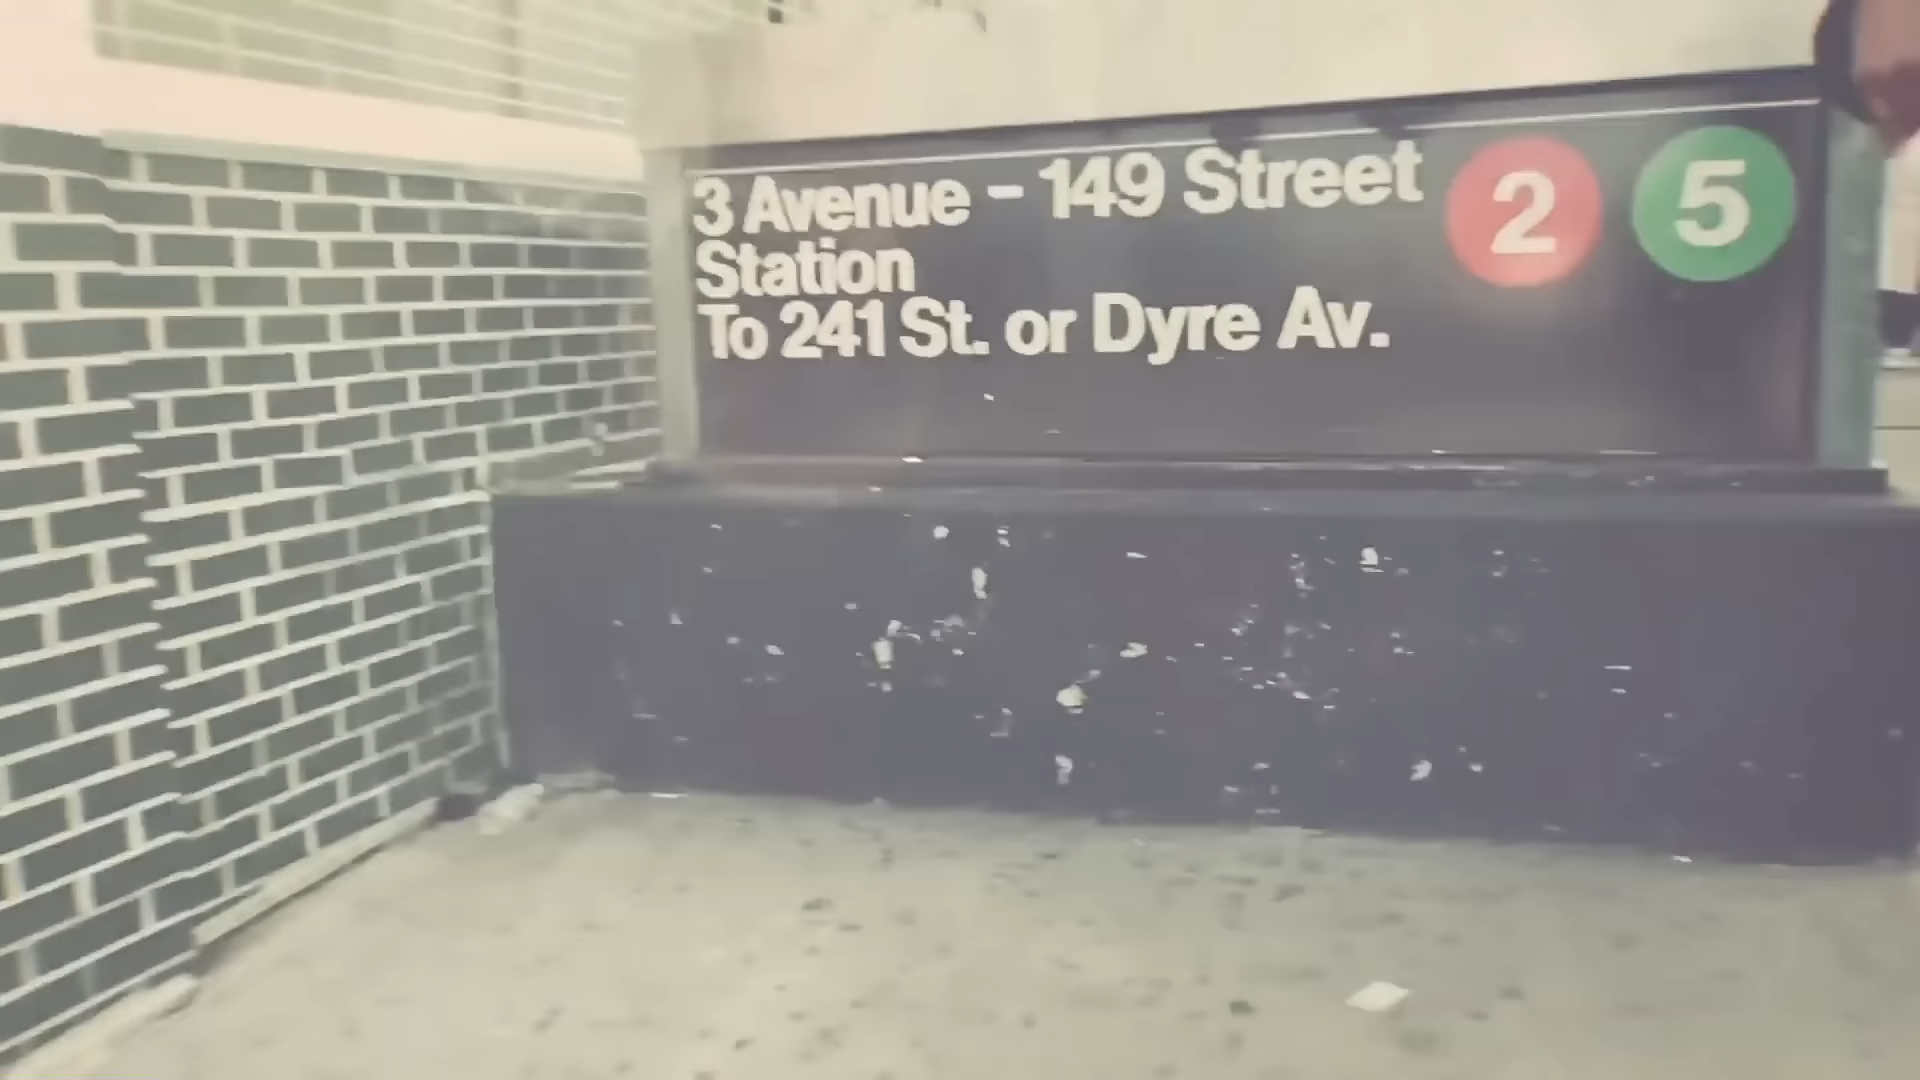 3 Avenue – 149 Street 2 5
Station
To 241 St. or Dyre Av.